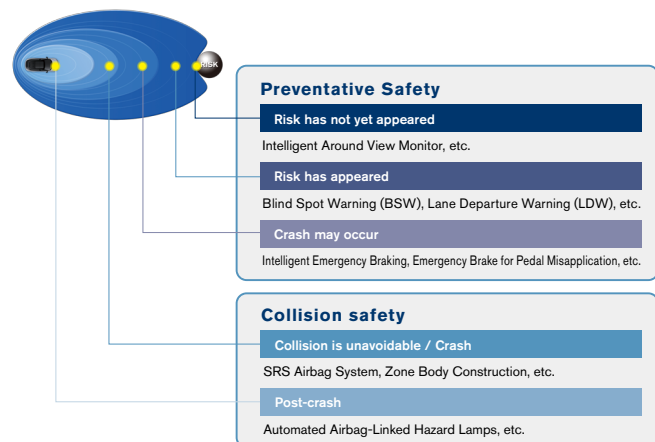 RISK
Preventative Safety
Risk has not yet appeared
Intelligent Around View Monitor, etc.
Risk has appeared
Blind Spot Warning (BSW), Lane Departure Warning (LDW), etc.
Crash may occur
Intelligent Emergency Braking, Emergency Brake for Pedal Misapplication, etc.
Collision safety
Collision is unavoidable / Crash
SRS Airbag System, Zone Body Construction, etc.
Post-crash
Automated Airbag-Linked Hazard Lamps, etc.